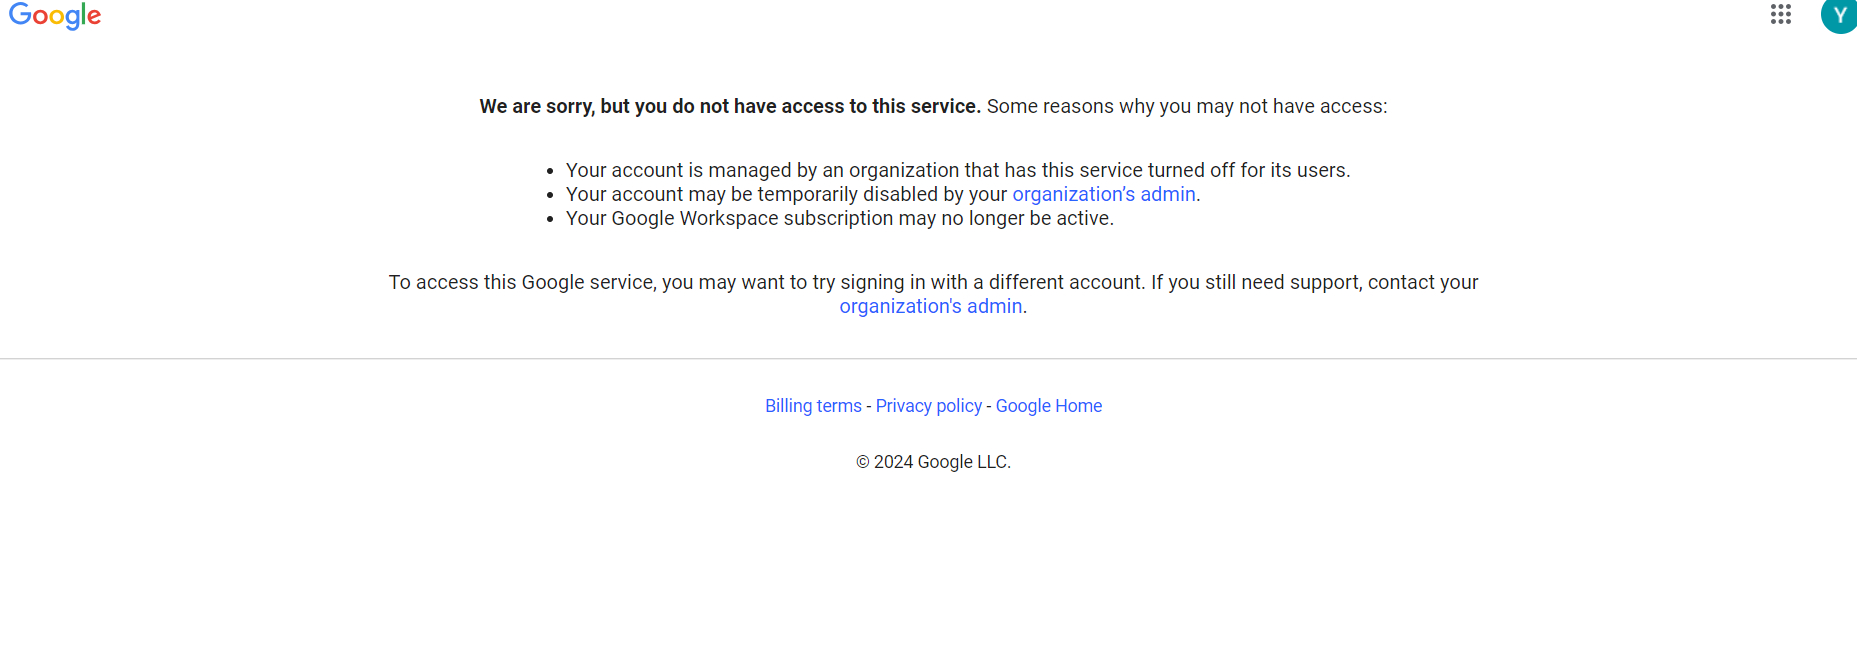 Google
Y
We are sorry, but you do not have access to this service. Some reasons why you may not have access:
• Your account is managed by an organization that has this service turned off for its users.
• Your account may be temporarily disabled by your organization’s admin.
• Your Google Workspace subscription may no longer be active.
To access this Google service, you may want to try signing in with a different account. If you still need support, contact your
organization's admin.
Billing terms - Privacy policy - Google Home
© 2024 Google LLC.